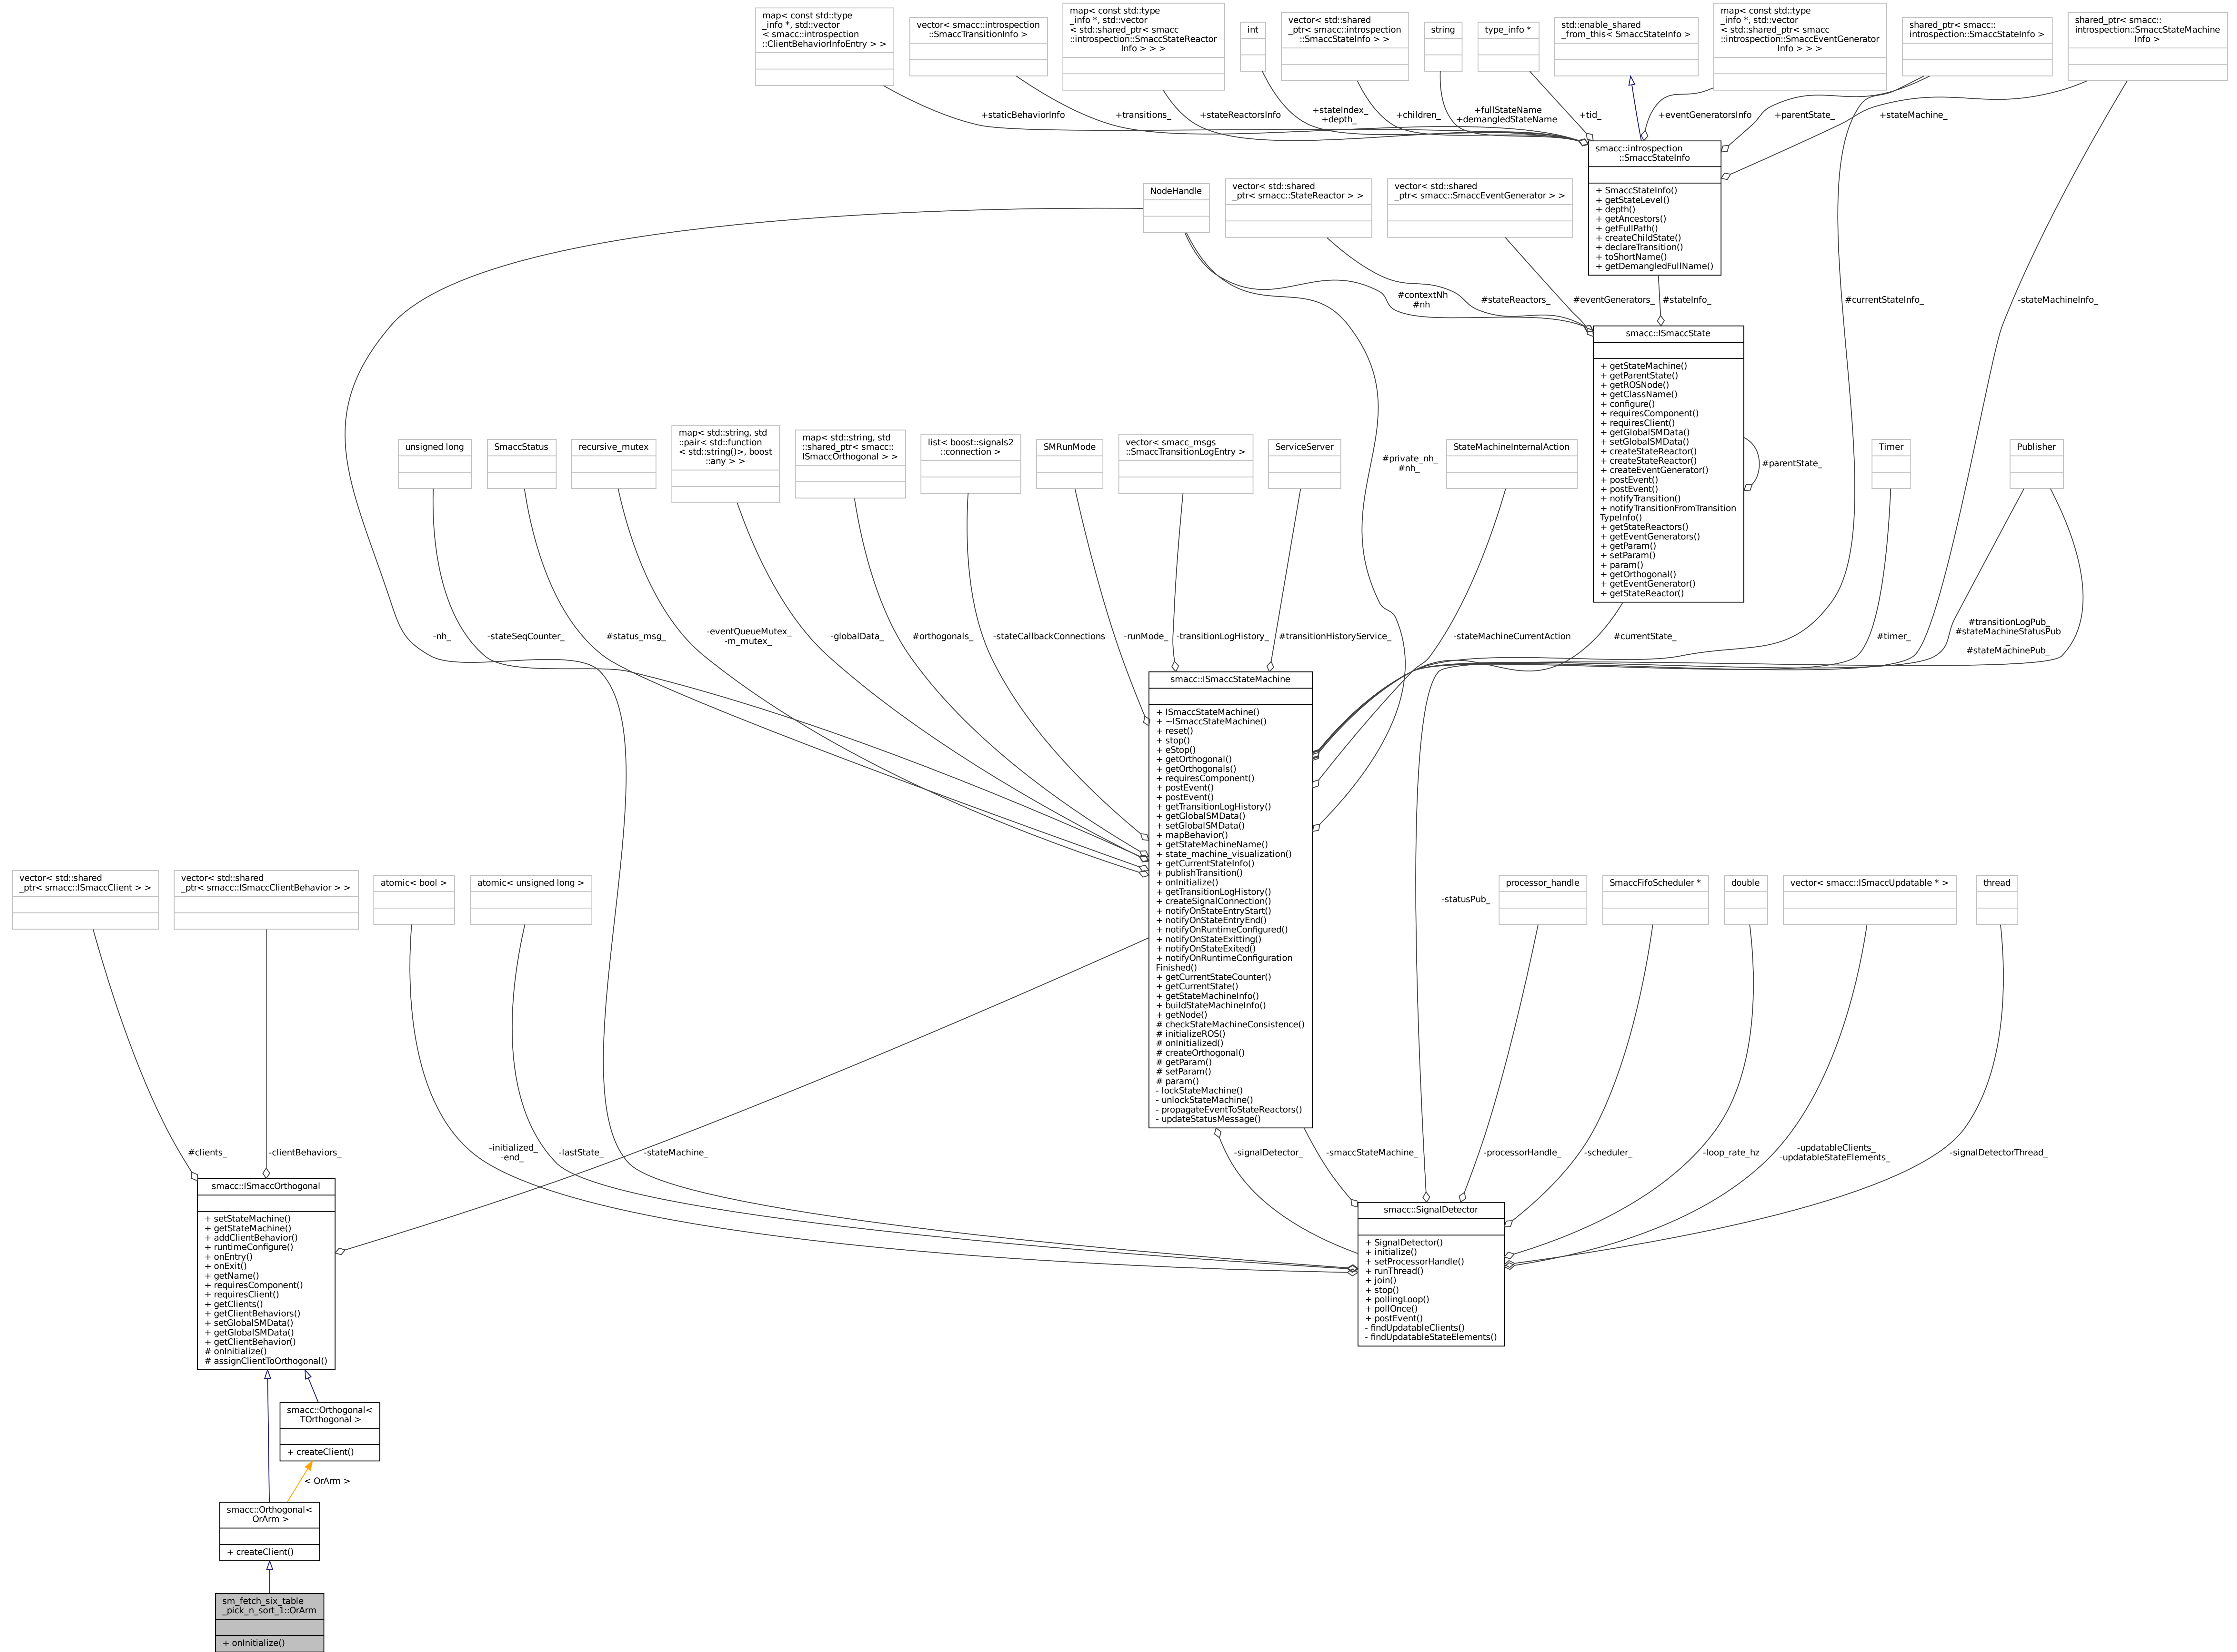 map< const std::type
_info *, std::vector
< smacc::introspection
::ClientBehaviorInfoEntry > >
vector< smacc::introspection
::SmaccTransitionInfo >
map< const std::type
_info *, std::vector
< std::shared_ptr< smacc
::introspection::SmaccStateReactor
Info > > >
int
vector< std::shared
_ptr< smacc::introspection
::SmaccStateInfo > >
string
type_info *
std::enable_shared
_from_this< SmaccStateInfo >
map< const std::type
_info *, std::vector
< std::shared_ptr< smacc
::introspection::SmaccEventGenerator
Info > > >
shared_ptr< smacc::
introspection::SmaccStateInfo >
shared_ptr< smacc::
introspection::SmaccStateMachine
Info >
+staticBehaviorInfo
+transitions_
+stateReactorsInfo
+stateIndex_
+depth_
+children_
+fullStateName
+demangledStateName
+tid_
+eventGeneratorsInfo
+parentState_
+stateMachine_
smacc::introspection
::SmaccStateInfo
+ SmaccStateInfo()
+ getStateLevel()
+ depth()
+ getAncestors()
+ getFullPath()
+ createChildState()
+ declareTransition()
+ toShortName()
+ getDemangledFullName()
NodeHandle
vector< std::shared
_ptr< smacc::StateReactor > >
vector< std::shared
_ptr< smacc::SmaccEventGenerator > >
#contextNh
#nh
#stateReactors_
#eventGenerators_
#stateInfo_
#currentStateInfo_
-stateMachineInfo_
smacc::ISmaccState
+ getStateMachine()
+ getParentState()
+ getROSNode()
+ getClassName()
+ configure()
+ requiresComponent()
+ requiresClient()
+ getGlobalSMData()
+ setGlobalSMData()
+ createStateReactor()
+ createStateReactor()
+ createEventGenerator()
+ postEvent()
+ postEvent()
+ notifyTransition()
+ notifyTransitionFromTransition
TypeInfo()
+ getStateReactors()
+ getEventGenerators()
+ getParam()
+ setParam()
+ param()
+ getOrthogonal()
+ getEventGenerator()
+ getStateReactor()
#parentState_
unsigned long
SmaccStatus
recursive_mutex
map< std::string, std
::pair< std::function
< std::string()>, boost
::any > >
map< std::string, std
::shared_ptr< smacc::
ISmaccOrthogonal > >
list< boost::signals2
::connection >
SMRunMode
vector< smacc_msgs
::SmaccTransitionLogEntry >
ServiceServer
#private_nh_
#nh_
StateMachineInternalAction
Timer
Publisher
-nh_
-stateSeqCounter_
#status_msg_
-eventQueueMutex_
-m_mutex_
-globalData_
#orthogonals_
-stateCallbackConnections
-runMode_
-transitionLogHistory_
#transitionHistoryService_
-stateMachineCurrentAction
#currentState_
#timer_
#transitionLogPub_
#stateMachineStatusPub
_
#stateMachinePub_
smacc::ISmaccStateMachine
+ ISmaccStateMachine()
+ ~ISmaccStateMachine()
+ reset()
+ stop()
+ eStop()
+ getOrthogonal()
+ getOrthogonals()
+ requiresComponent()
+ postEvent()
+ postEvent()
+ getTransitionLogHistory()
+ getGlobalSMData()
+ setGlobalSMData()
+ mapBehavior()
+ getStateMachineName()
+ state_machine_visualization()
+ getCurrentStateInfo()
+ publishTransition()
+ onInitialize()
+ getTransitionLogHistory()
+ createSignalConnection()
+ notifyOnStateEntryStart()
+ notifyOnStateEntryEnd()
+ notifyOnRuntimeConfigured()
+ notifyOnStateExitting()
+ notifyOnStateExited()
+ notifyOnRuntimeConfiguration
Finished()
+ getCurrentStateCounter()
+ getCurrentState()
+ getStateMachineInfo()
+ buildStateMachineInfo()
+ getNode()
# checkStateMachineConsistence()
# initializeROS()
# onInitialized()
# createOrthogonal()
# getParam()
# setParam()
# param()
- lockStateMachine()
- unlockStateMachine()
- propagateEventToStateReactors()
- updateStatusMessage()
vector< std::shared
_ptr< smacc::ISmaccClient > >
vector< std::shared
_ptr< smacc::ISmaccClientBehavior > >
atomic< bool >
atomic< unsigned long >
-statusPub_
processor_handle
SmaccFifoScheduler *
double
vector< smacc::ISmaccUpdatable * >
thread
#clients_
-clientBehaviors_
-initialized_
-end_
-lastState_
-stateMachine_
-signalDetector_
-smaccStateMachine_
-processorHandle_
-scheduler_
-loop_rate_hz
-updatableClients_
-updatableStateElements_
-signalDetectorThread_
smacc::ISmaccOrthogonal
+ setStateMachine()
+ getStateMachine()
+ addClientBehavior()
+ runtimeConfigure()
+ onEntry()
+ onExit()
+ getName()
+ requiresComponent()
+ requiresClient()
+ getClients()
+ getClientBehaviors()
+ setGlobalSMData()
+ getGlobalSMData()
+ getClientBehavior()
# onInitialize()
# assignClientToOrthogonal()
smacc::SignalDetector
+ SignalDetector()
+ initialize()
+ setProcessorHandle()
+ runThread()
+ join()
+ stop()
+ pollingLoop()
+ pollOnce()
+ postEvent()
- findUpdatableClients()
- findUpdatableStateElements()
smacc::Orthogonal<
TOrthogonal >
+ createClient()
< OrArm >
smacc::Orthogonal<
OrArm >
+ createClient()
sm_fetch_six_table
_pick_n_sort_1::OrArm
+ onInitialize()